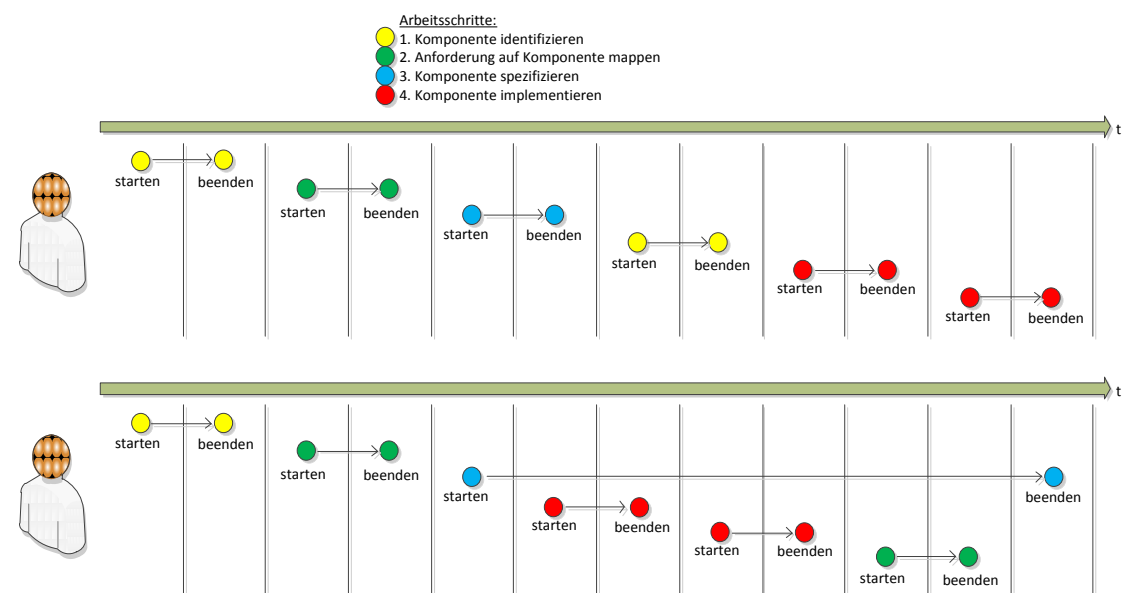 Arbeitsschritte:
1. Komponente identifizieren
2. Anforderung auf Komponente mappen
3. Komponente spezifizieren
4. Komponente implementieren
t
starten beenden
starten beenden
starten beenden
starten beenden
starten beenden
starten beenden
t
starten beenden
starten beenden
starten beenden
starten beenden
starten beenden
starten beenden